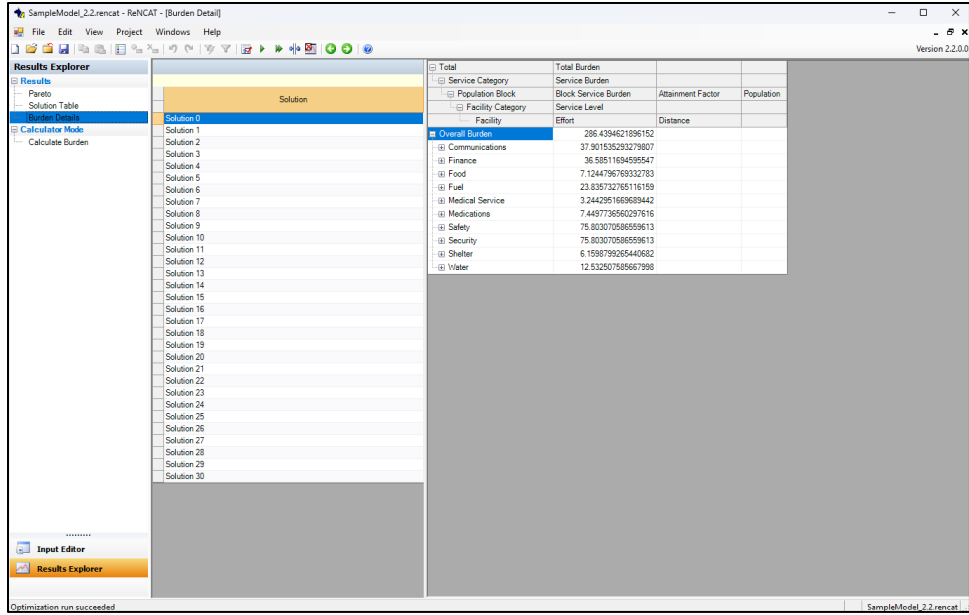 SampleModel_2.2.rencat - ReNCAT - [Burden Detail]
File Edit View Project Windows Help
Version 2.2.0.0
Results Explorer
Results
Pareto
Solution Table
Burden Details
Calculator Mode
Calculate Burden
Input Editor
Results Explorer
Solution
Solution 0
Solution 1
Solution 2
Solution 3
Solution 4
Solution 5
Solution 6
Solution 7
Solution 8
Solution 9
Solution 10
Solution 11
Solution 12
Solution 13
Solution 14
Solution 15
Solution 16
Solution 17
Solution 18
Solution 19
Solution 20
Solution 21
Solution 22
Solution 23
Solution 24
Solution 25
Solution 26
Solution 27
Solution 28
Solution 29
Solution 30
Total Total Burden
Service Category Service Burden
Population Block Block Service Burden Attainment Factor Population
Facility Category Service Level
Facility Effort Distance
Overall Burden 286.4394621896152
Communications 37.901535293279807
Finance 36.58511694595547
Food 7.1244796769332783
Fuel 23.835732765116159
Medical Service 3.2442951669689442
Medications 7.4497736560297616
Safety 75.803070586559613
Security 75.803070586559613
Shelter 6.1598799265440682
Water 12.532507585667998
Optimization run succeeded
SampleModel_2.2.rencat